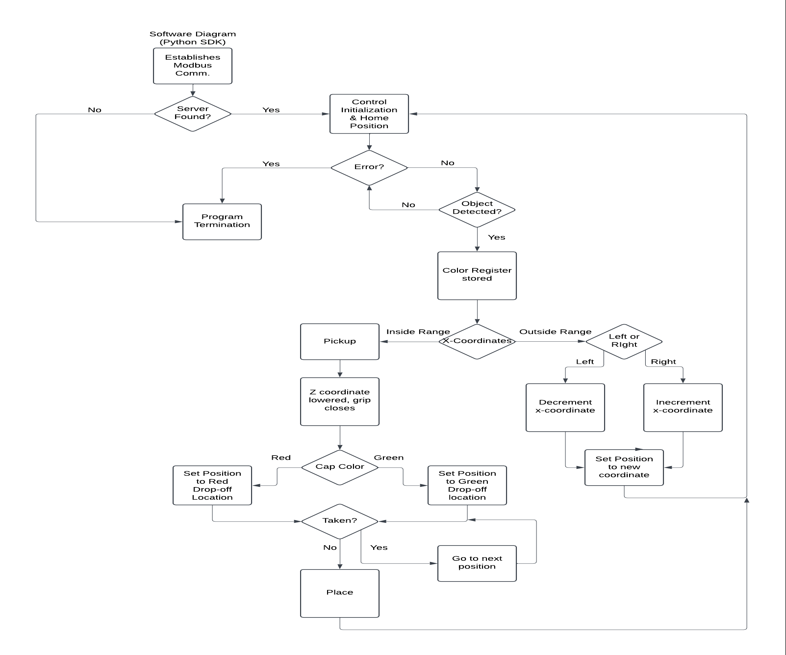 Software Diagram
(Python SDK)
Establishes
Modbus
Comm.
Server
Found?
No
Yes
Control
Initialization
& Home
Position
Error?
Yes
No
Object
Detected?
No
Yes
Program
Termination
Color Register
stored
X-Coordinates
Inside Range
Outside Range
Left or
RIght
Pickup
Left
Right
Z coordinate
lowered, grip
closes
Decrement
x-coordinate
Inecrement
x-coordinate
Cap Color
Red
Green
Set Position
to new
coordinate
Set Position
to Red
Drop-off
Location
Set Position
to Green
Drop-off
location
Taken?
No
Yes
Go to next
position
Place